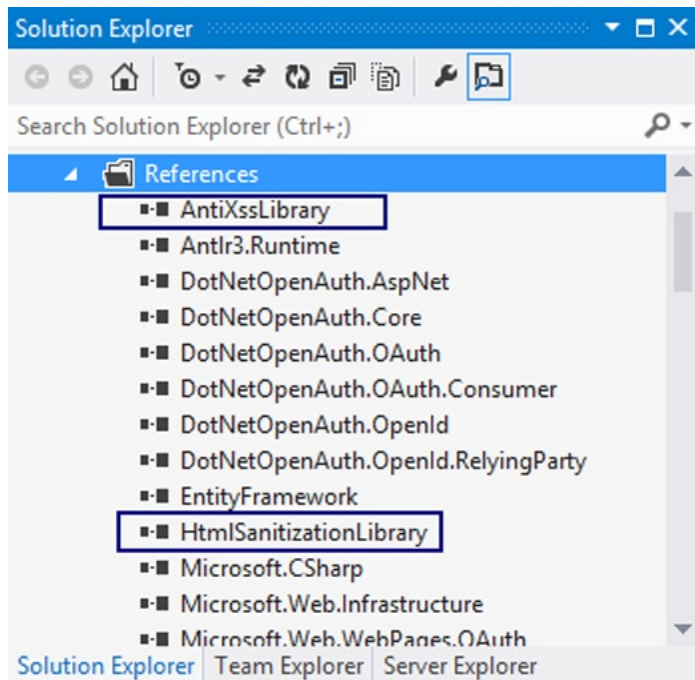 Solution Explorer
Search Solution Explorer (Ctrl+;)
References
AntiXssLibrary
Antlr3.Runtime
DotNetOpenAuth.AspNet
DotNetOpenAuth.Core
DotNetOpenAuth.OAuth
DotNetOpenAuth.OAuth.Consumer
DotNetOpenAuth.OpenId
DotNetOpenAuth.OpenId.RelyingParty
EntityFramework
HtmlSanitizationLibrary
Microsoft.CSharp
Microsoft.Web.Infrastructure
Microsoft.Web.WebPages.OAuth
Solution Explorer Team Explorer Server Explorer